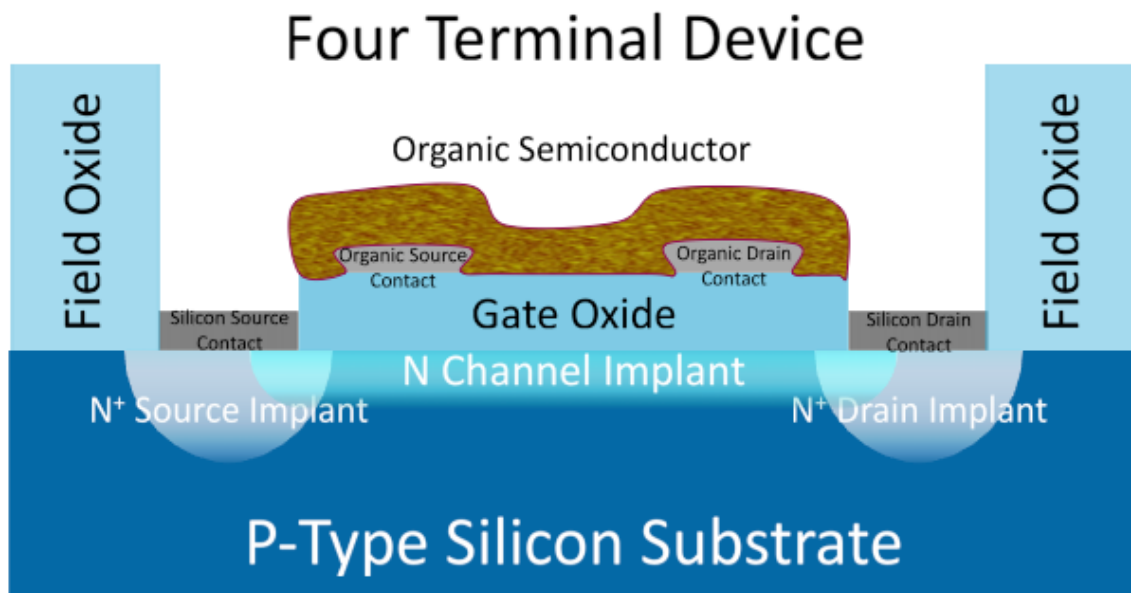 Four Terminal Device
Field Oxide
Organic Semiconductor
Field Oxide
Organic Source
Contact
Organic Drain
Contact
Gate Oxide
Silicon Source
Contact
Silicon Drain
Contact
N Channel Implant
N⁺ Source Implant
N⁺ Drain Implant
P-Type Silicon Substrate